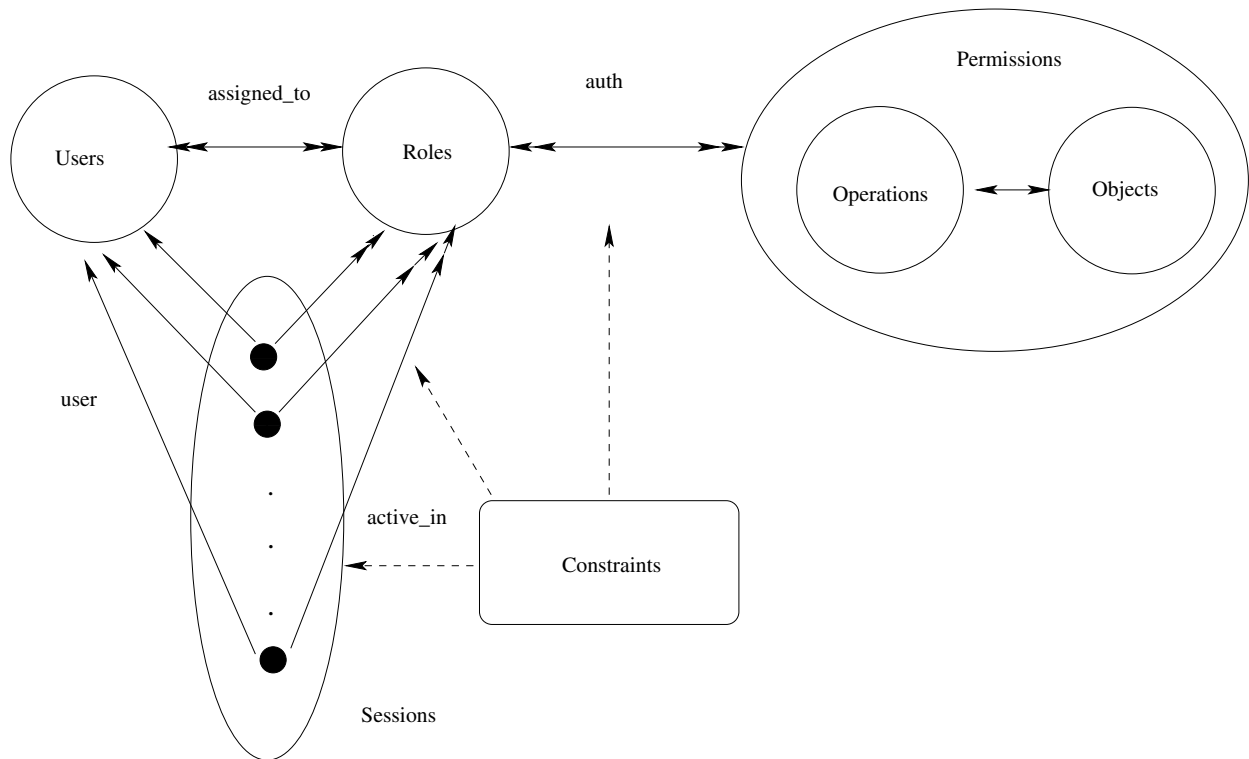 Permissions
auth
assigned_to
Users
Roles
Operations
Objects
user
active_in
Constraints
Sessions